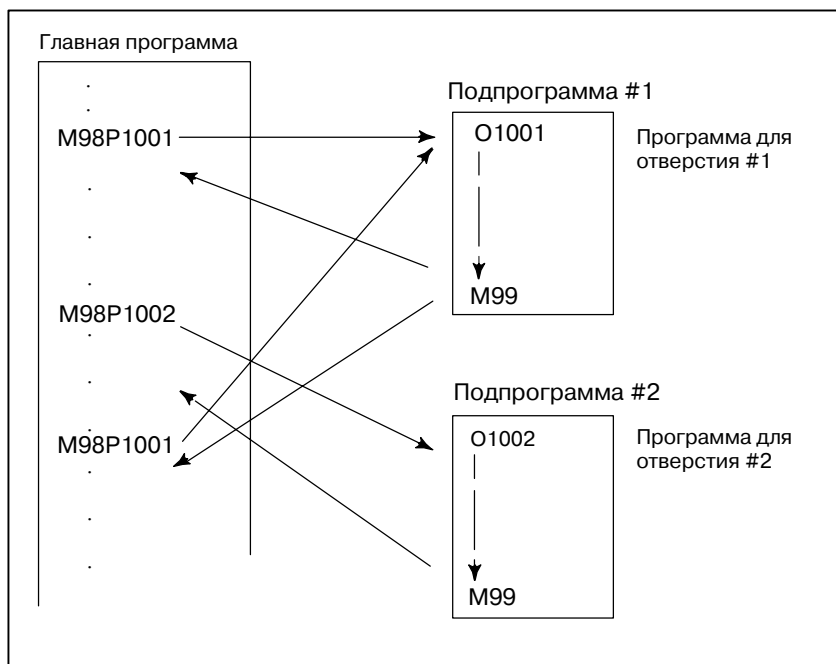 Главная программа
M98P1001
M98P1002
M98P1001
Подпрограмма #1
O1001
M99
Программа для
отверстия #1
Подпрограмма #2
O1002
M99
Программа для
отверстия #2